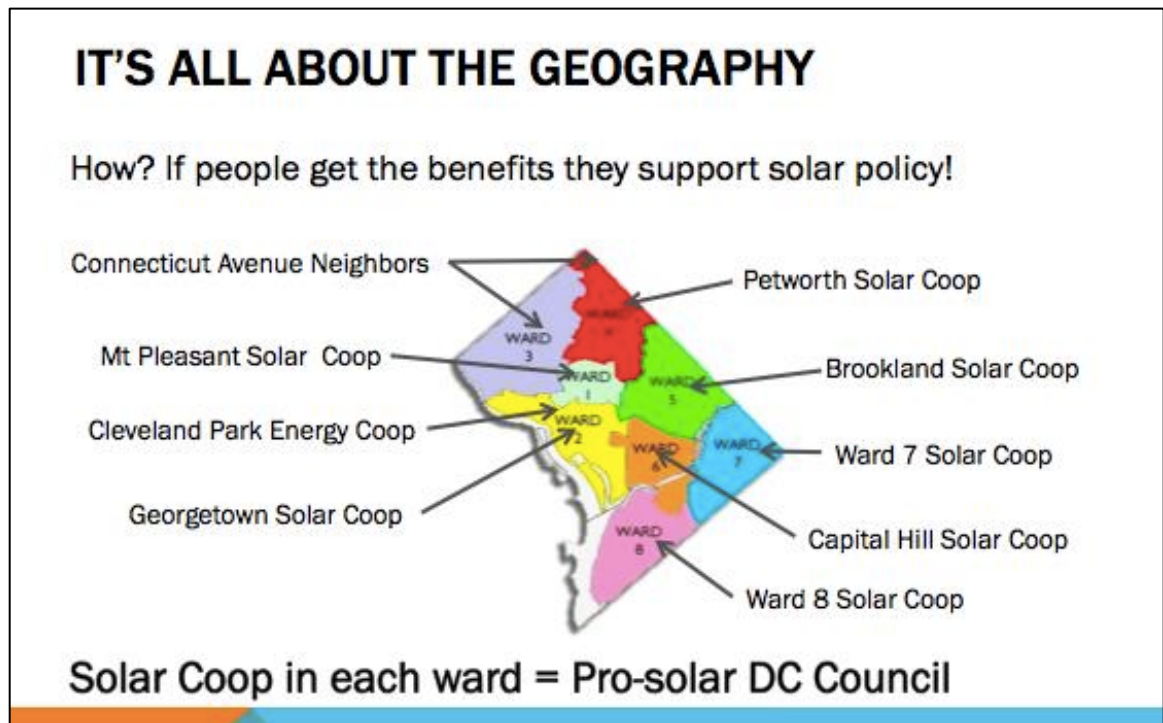 IT'S ALL ABOUT THE GEOGRAPHY
How? If people get the benefits they support solar policy!
Connecticut Avenue Neighbors
Petworth Solar Coop
Mt Pleasant Solar Coop
Brookland Solar Coop
Cleveland Park Energy Coop
Ward 7 Solar Coop
Georgetown Solar Coop
Capital Hill Solar Coop
Ward 8 Solar Coop
WARD
3
WARD
1
WARD
5
WARD
2
WARD
6
WARD
7
WARD
8
Solar Coop in each ward = Pro-solar DC Council